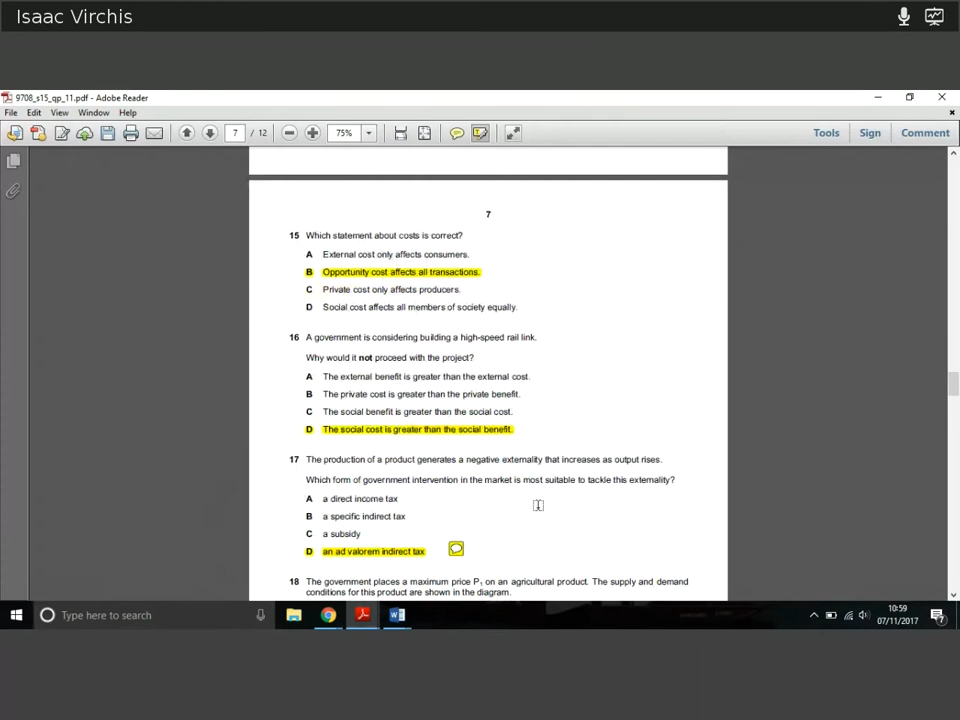 Isaac Virchis
9708_s15_qp_11.pdf - Adobe Reader
File Edit View Window Help
7 / 12 75% Tools Sign Comment
7
15 Which statement about costs is correct?
A External cost only affects consumers.
B Opportunity cost affects all transactions.
C Private cost only affects producers.
D Social cost affects all members of society equally.
16 A government is considering building a high-speed rail link.
Why would it not proceed with the project?
A The external benefit is greater than the external cost.
B The private cost is greater than the private benefit.
C The social benefit is greater than the social cost.
D The social cost is greater than the social benefit.
17 The production of a product generates a negative externality that increases as output rises.
Which form of government intervention in the market is most suitable to tackle this externality?
A a direct income tax
B a specific indirect tax
C a subsidy
D an ad valorem indirect tax
18 The government places a maximum price P₁ on an agricultural product. The supply and demand
conditions for this product are shown in the diagram.
Type here to search
10:59
07/11/2017
7